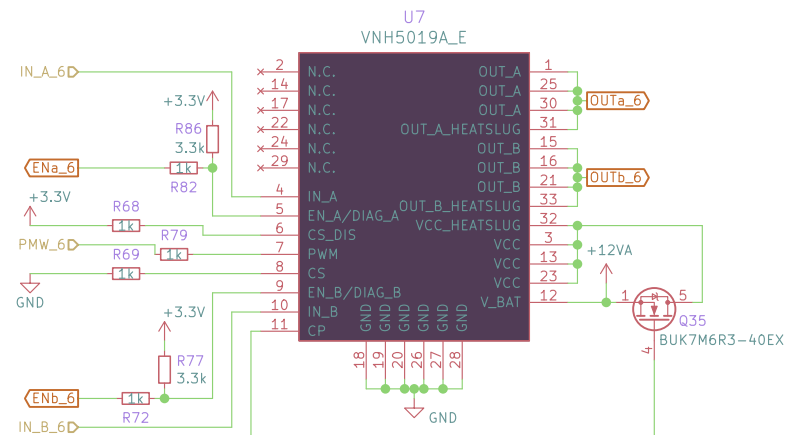 U7
VNH5019A_E
IN_A_6
2 N.C.
14 N.C.
17 N.C.
22 N.C.
24 N.C.
29 N.C.
4 IN_A
5 EN_A/DIAG_A
6 CS_DIS
7 PWM
8 CS
9 EN_B/DIAG_B
10 IN_B
11 CP
OUT_A 1
OUT_A 25
OUT_A 30
OUT_A_HEATSLUG 31
OUT_B 15
OUT_B 16
OUT_B 21
OUT_B_HEATSLUG 33
VCC_HEATSLUG 32
VCC 3
VCC 13
VCC 23
V_BAT 12
GND 18
GND 19
GND 20
GND 26
GND 27
GND 28
GND
OUTa_6
OUTb_6
+3.3V
R86
3.3k
ENa_6
1k
R82
+3.3V
R68
1k
PMW_6
R79
1k
R69
1k
GND
+3.3V
R77
3.3k
ENb_6
1k
R72
IN_B_6
+12VA
1
5
4
Q35
BUK7M6R3-40EX